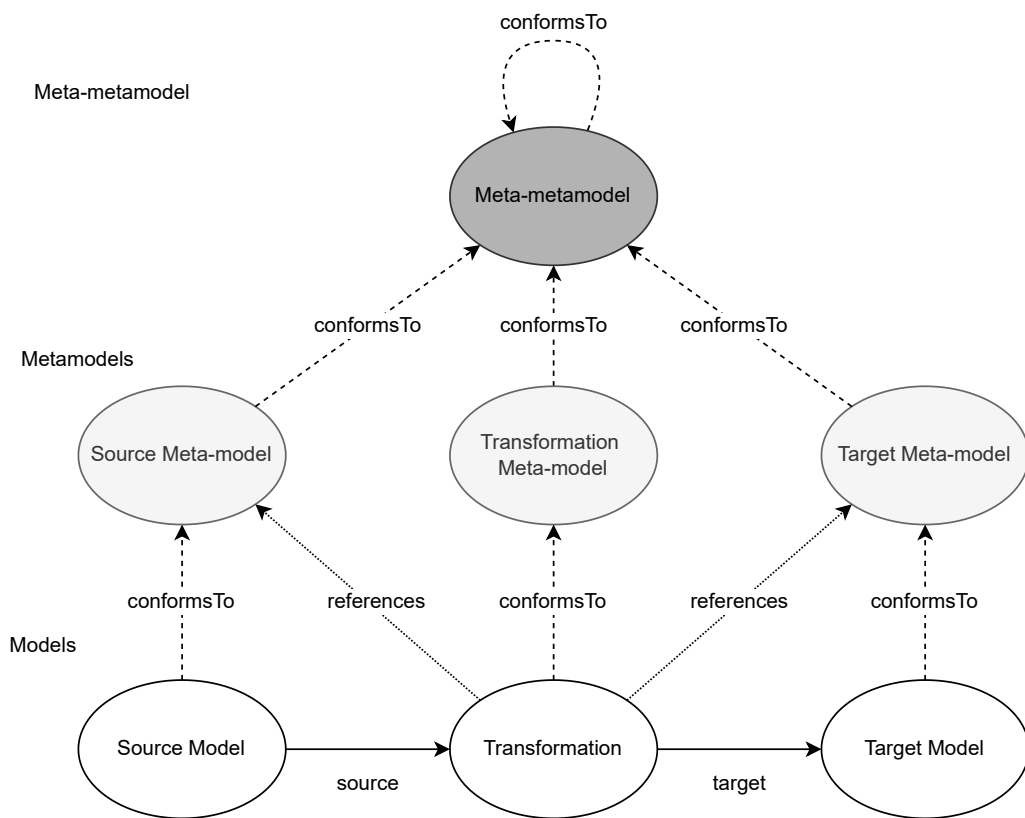 conformsTo
Meta-metamodel
Meta-metamodel
conformsTo
conformsTo
conformsTo
Metamodels
Source Meta-model
Transformation
Meta-model
Target Meta-model
conformsTo
references
conformsTo
references
conformsTo
Models
Source Model
Transformation
Target Model
source
target